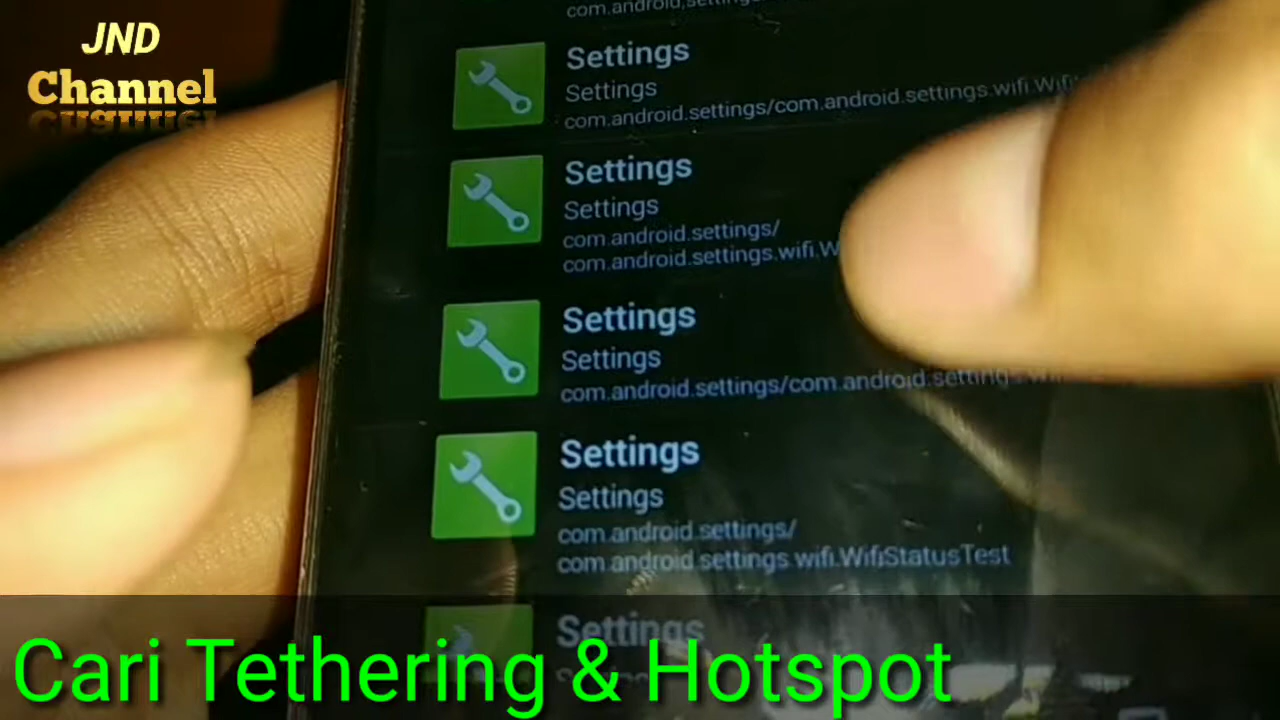 JND
Channel
Settings
Settings
com.android.settings/com.android.settings.wifi.Wifi
Settings
Settings
com.android.settings/
com.android.settings.wifi.W
Settings
Settings
com.android.settings/com.android.settings
Settings
Settings
com.android.settings/
com.android.settings.wifi.WifiStatusTest
Settings
Cari Tethering & Hotspot